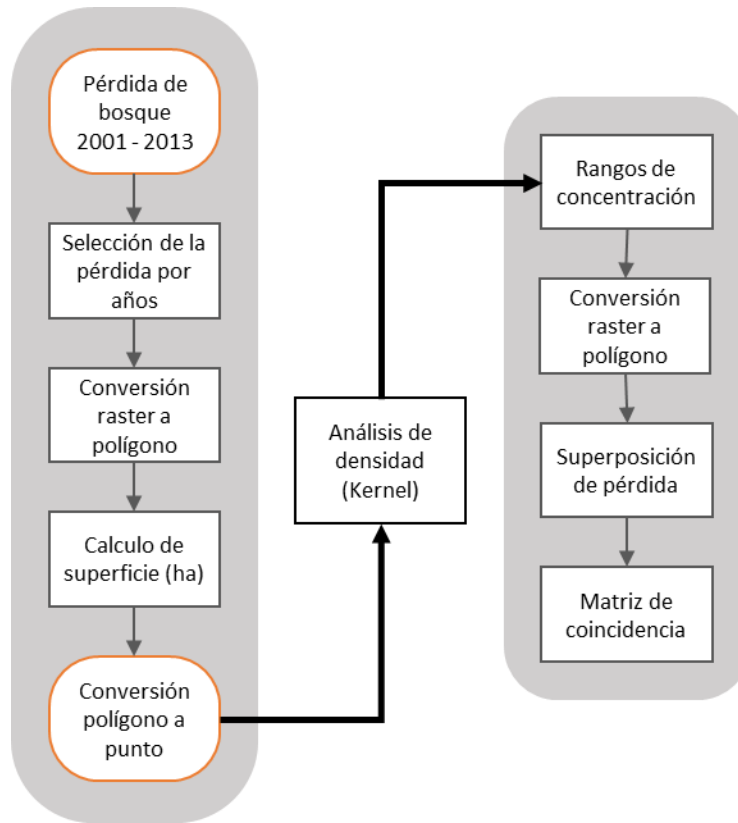 Pérdida de
bosque
2001 - 2013
Selección de la
pérdida por
años
Conversión
raster a
polígono
Calculo de
superficie (ha)
Conversión
polígono a
punto
Análisis de
densidad
(Kernel)
Rangos de
concentración
Conversión
raster a
polígono
Superposición
de pérdida
Matriz de
coincidencia